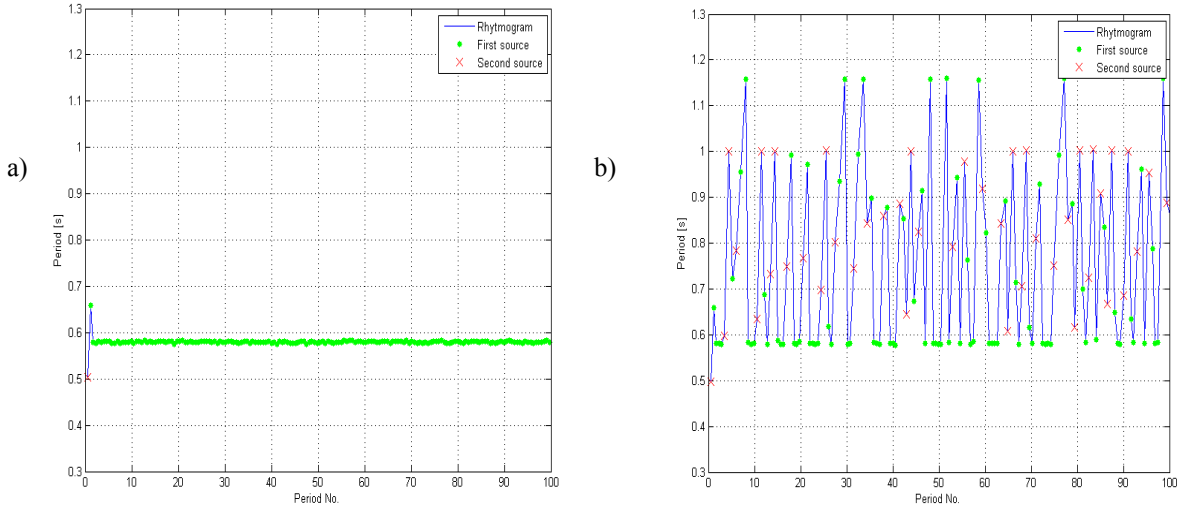 a)
1.3
1.2
1.1
1
0.9
0.8
0.7
0.6
0.5
0.4
0.3
Period [s]
0 10 20 30 40 50 60 70 80 90 100
Period No.
Rhytmogram
First source
Second source
b)
1.3
1.2
1.1
1
0.9
0.8
0.7
0.6
0.5
0.4
0.3
Period [s]
0 10 20 30 40 50 60 70 80 90 100
Period No.
Rhytmogram
First source
Second source